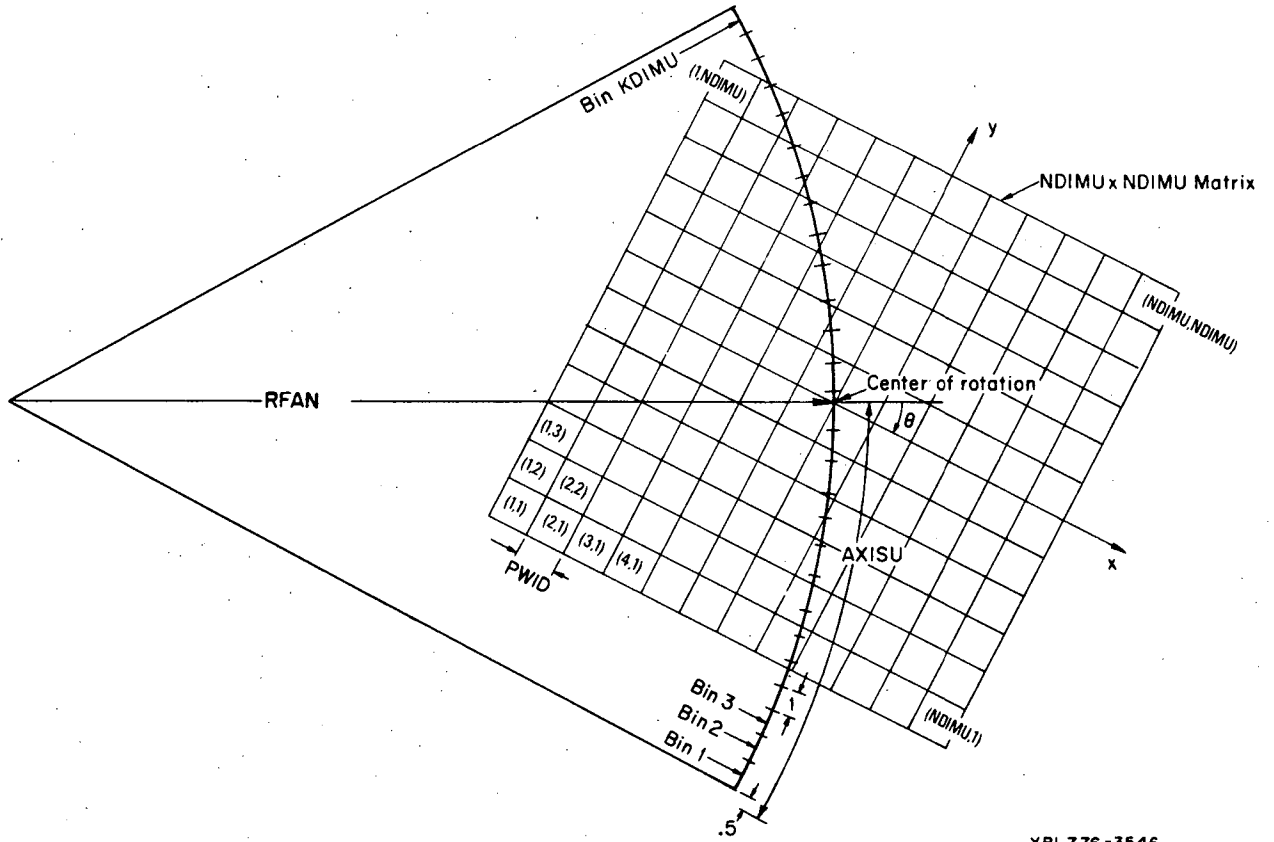 Bin KDIMU
(1,NDIMU)
y
NDIMU x NDIMU Matrix
(NDIMU,NDIMU)
Center of rotation
RFAN
θ
(1,3)
(1,2) (2,2)
(1,1) (2,1) (3,1) (4,1)
AXISU
x
PWID
Bin 3
1
Bin 2
(NDIMU,1)
Bin 1
.5
XBL776-3546